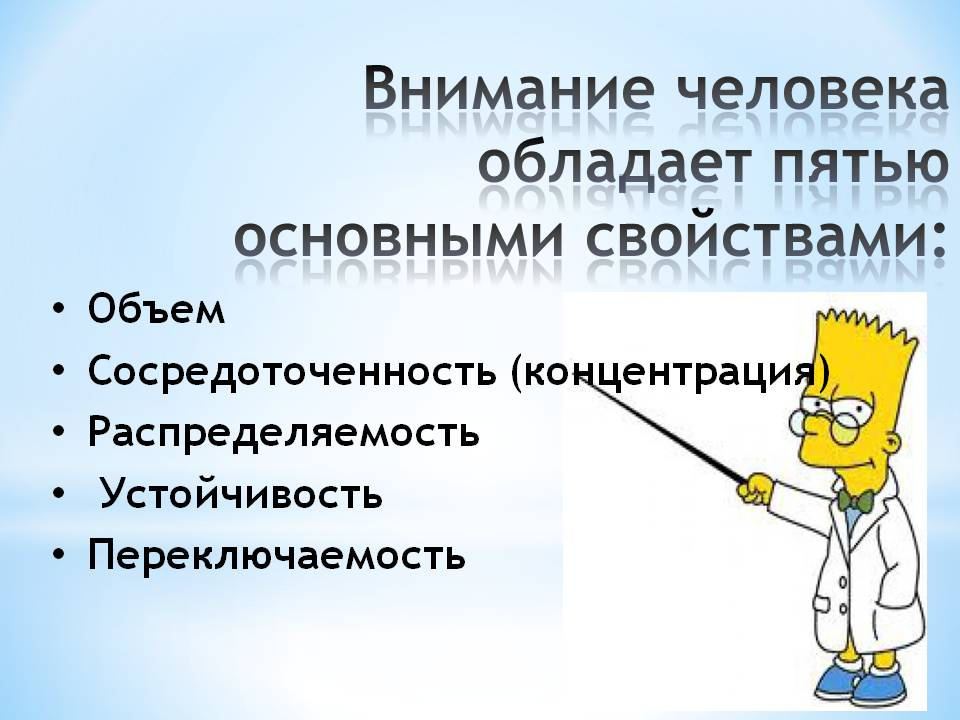 Внимание человека
обладает пятью
основными свойствами:
• Объем
• Сосредоточенность (концентрация)
• Распределяемость
• Устойчивость
• Переключаемость